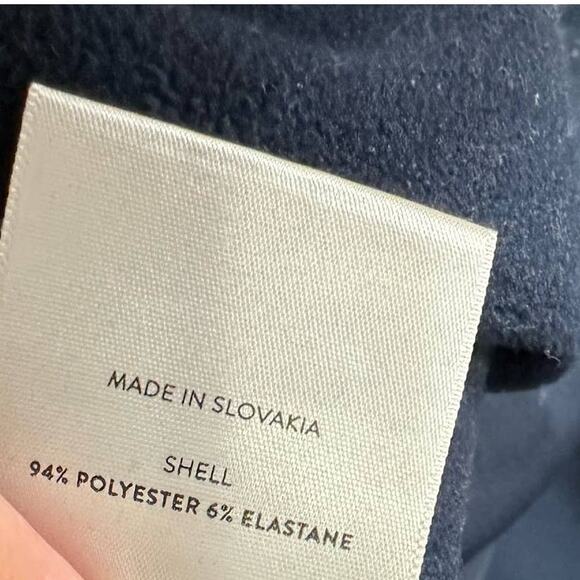 MADE IN SLOVAKIA
SHELL
94% POLYESTER 6% ELASTANE